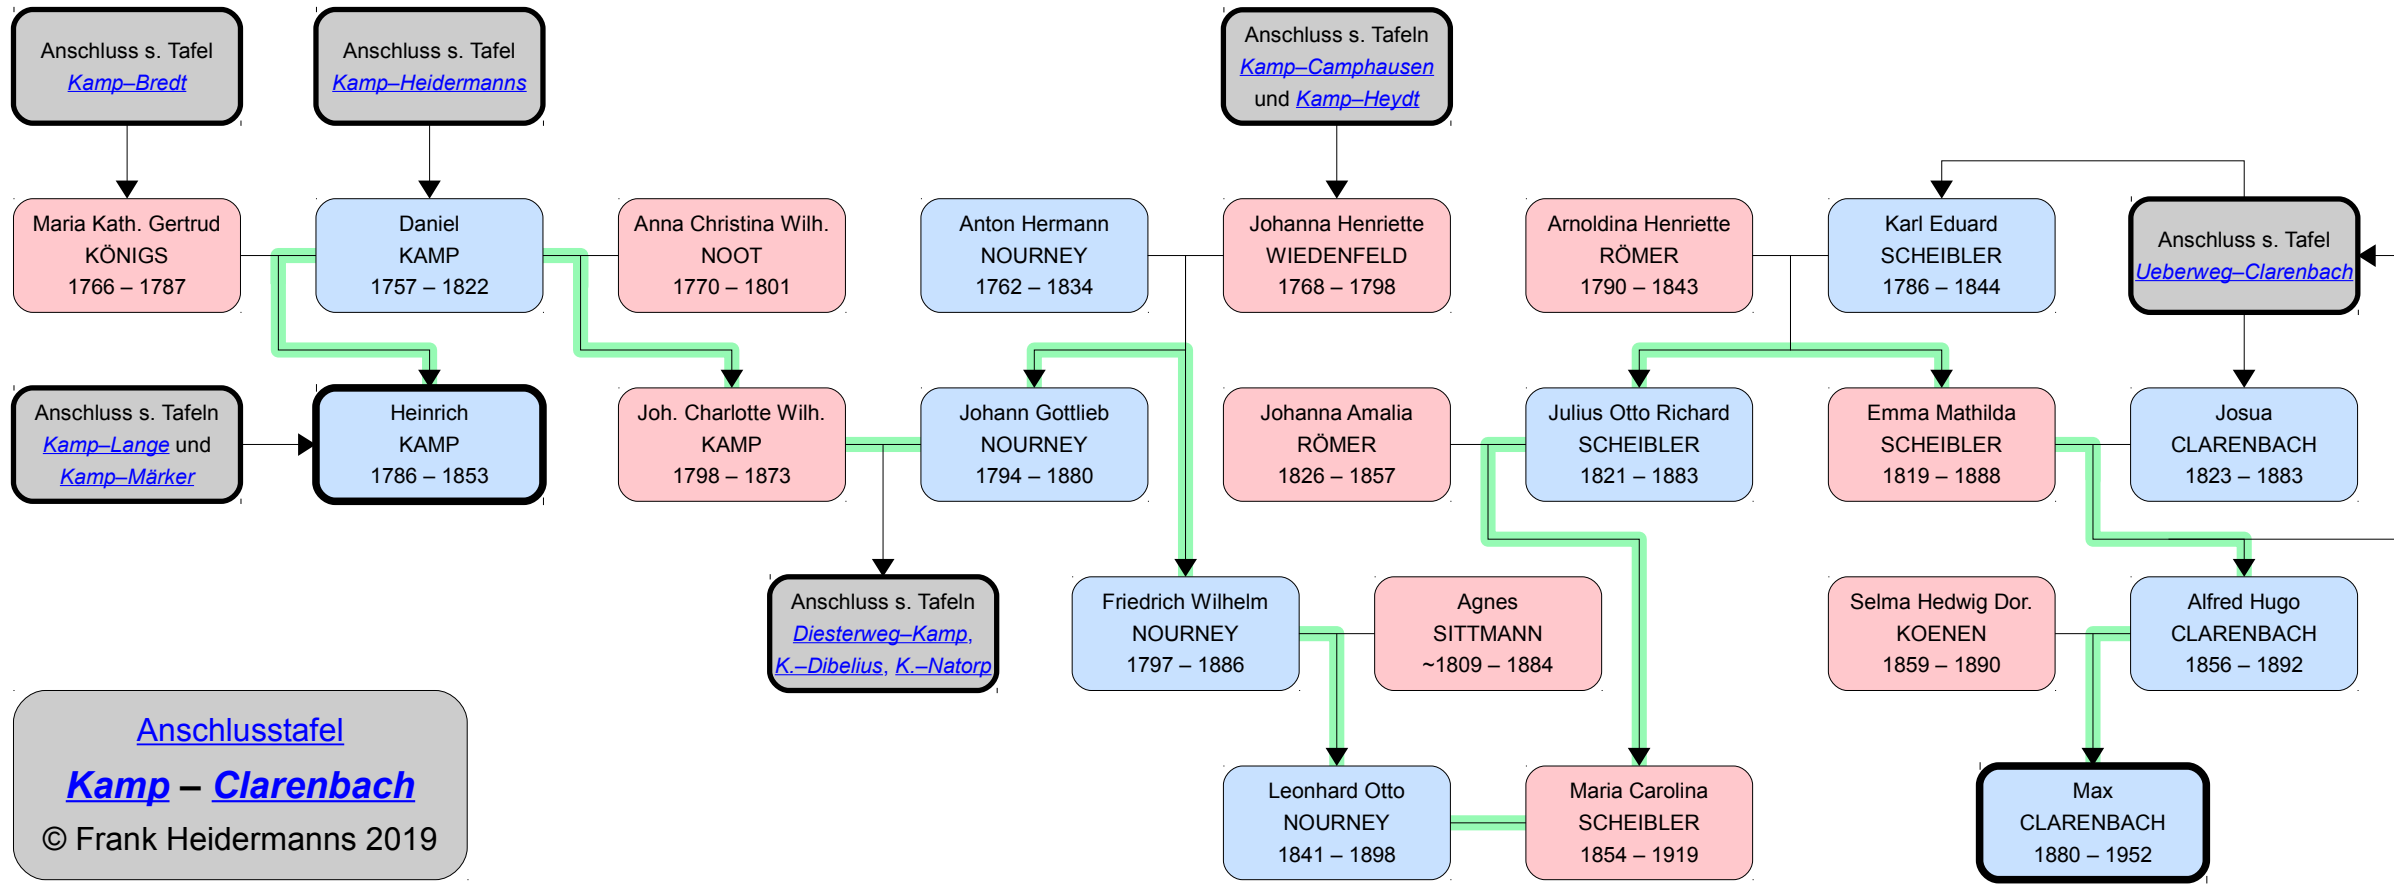 Anschluss s. Tafel
Kamp–Bredt
Anschluss s. Tafel
Kamp–Heidermanns
Anschluss s. Tafeln
Kamp–Camphausen
und Kamp–Heydt
Maria Kath. Gertrud
KÖNIGS
1766 – 1787
Daniel
KAMP
1757 – 1822
Anna Christina Wilh.
NOOT
1770 – 1801
Anton Hermann
NOURNEY
1762 – 1834
Johanna Henriette
WIEDENFELD
1768 – 1798
Arnoldina Henriette
RÖMER
1790 – 1843
Karl Eduard
SCHEIBLER
1786 – 1844
Anschluss s. Tafel
Ueberweg–Clarenbach
Anschluss s. Tafeln
Kamp–Lange und
Kamp–Märker
Heinrich
KAMP
1786 – 1853
Joh. Charlotte Wilh.
KAMP
1798 – 1873
Johann Gottlieb
NOURNEY
1794 – 1880
Johanna Amalia
RÖMER
1826 – 1857
Julius Otto Richard
SCHEIBLER
1821 – 1883
Emma Mathilda
SCHEIBLER
1819 – 1888
Josua
CLARENBACH
1823 – 1883
Anschluss s. Tafeln
Diesterweg–Kamp,
K.–Dibelius, K.–Natorp
Friedrich Wilhelm
NOURNEY
1797 – 1886
Agnes
SITTMANN
~1809 – 1884
Selma Hedwig Dor.
KOENEN
1859 – 1890
Alfred Hugo
CLARENBACH
1856 – 1892
Anschlusstafel
Kamp – Clarenbach
© Frank Heidermanns 2019
Leonhard Otto
NOURNEY
1841 – 1898
Maria Carolina
SCHEIBLER
1854 – 1919
Max
CLARENBACH
1880 – 1952